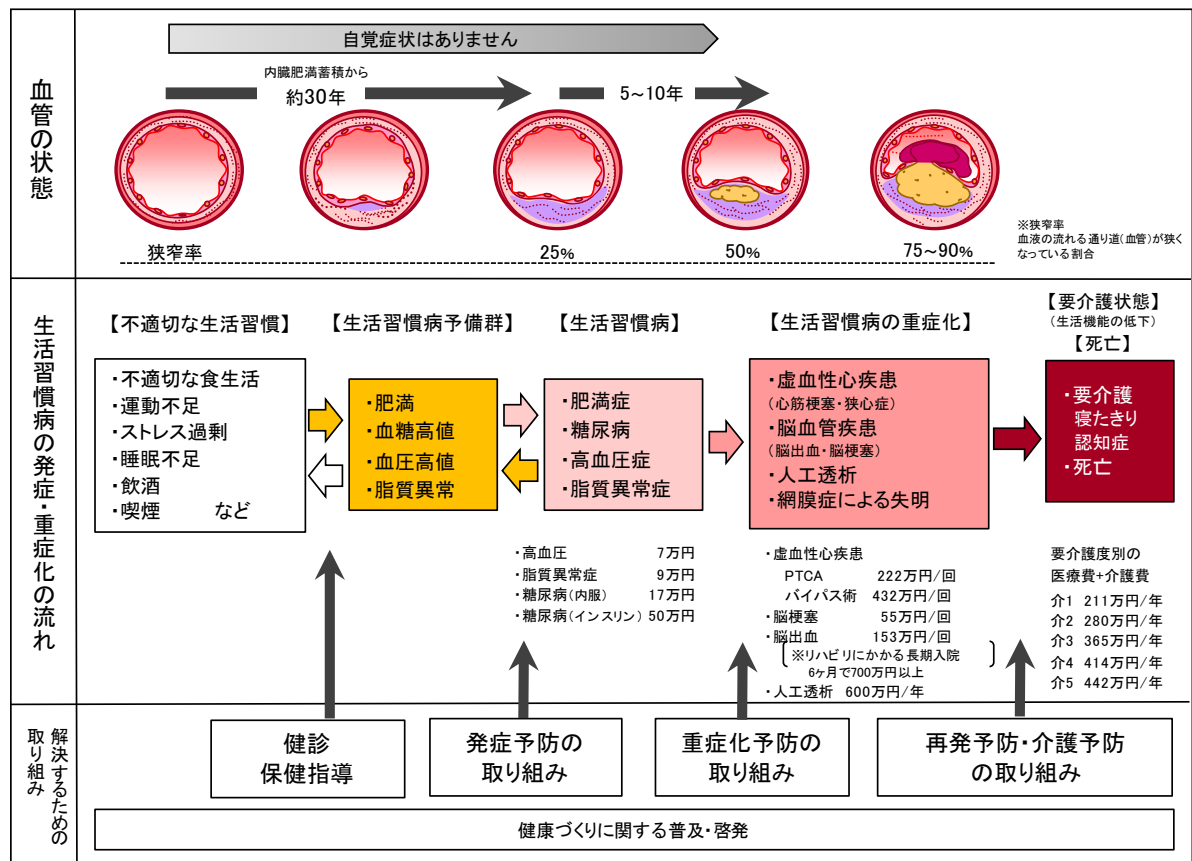 血管の状態
自覚症状はありません
内臓肥満蓄積から
約30年
5~10年
狭窄率
25%
50%
75~90%
※狭窄率
血液の流れる通り道(血管)が狭く
なっている割合
生活習慣病の発症・重症化の流れ
【不適切な生活習慣】
・不適切な食生活
・運動不足
・ストレス過剰
・睡眠不足
・飲酒
・喫煙 など
【生活習慣病予備群】
・肥満
・血糖高値
・血圧高値
・脂質異常
【生活習慣病】
・肥満症
・糖尿病
・高血圧症
・脂質異常症
・高血圧 7万円
・脂質異常症 9万円
・糖尿病(内服) 17万円
・糖尿病(インスリン) 50万円
【生活習慣病の重症化】
・虚血性心疾患
(心筋梗塞・狭心症)
・脳血管疾患
(脳出血・脳梗塞)
・人工透析
・網膜症による失明
・虚血性心疾患
PTCA 222万円/回
バイパス術 432万円/回
・脳梗塞 55万円/回
・脳出血 153万円/回
※リハビリにかかる長期入院
6ヶ月で700万円以上
・人工透析 600万円/年
【要介護状態】
(生活機能の低下)
【死亡】
・要介護
寝たきり
認知症
・死亡
要介護度別の
医療費+介護費
介1 211万円/年
介2 280万円/年
介3 365万円/年
介4 414万円/年
介5 442万円/年
解決するための
取り組み
健診
保健指導
発症予防の
取り組み
重症化予防の
取り組み
再発予防・介護予防
の取り組み
健康づくりに関する普及・啓発